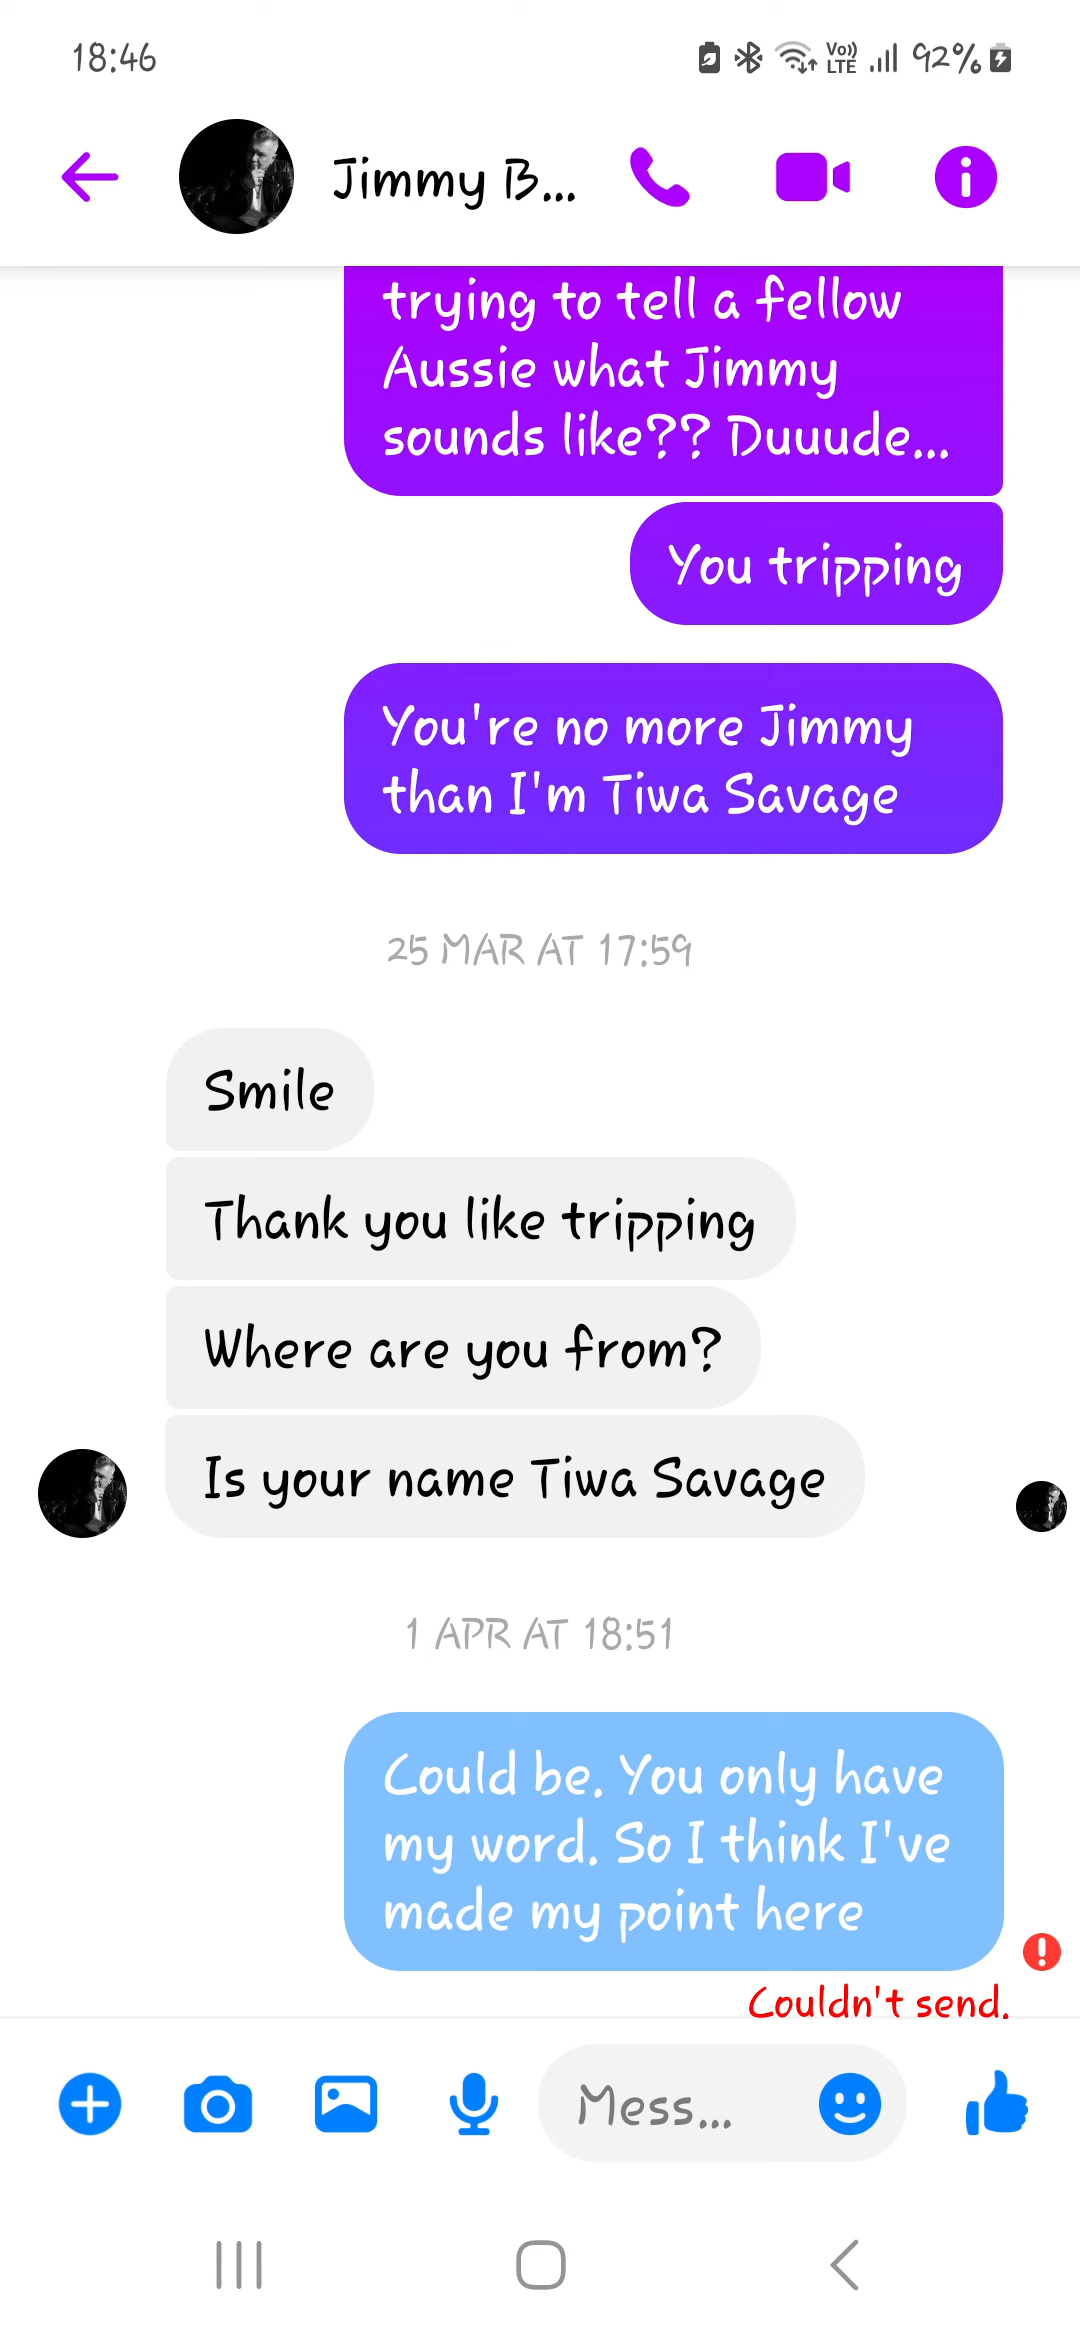 18:46
Vo)) LTE 92%
Jimmy B...
trying to tell a fellow
Aussie what Jimmy
sounds like?? Duuude...
You tripping
You're no more Jimmy
than I'm Tiwa Savage
25 MAR AT 17:59
Smile
Thank you like tripping
Where are you from?
Is your name Tiwa Savage
1 APR AT 18:51
Could be. You only have
my word. So I think I've
made my point here
Couldn't send.
Mess...